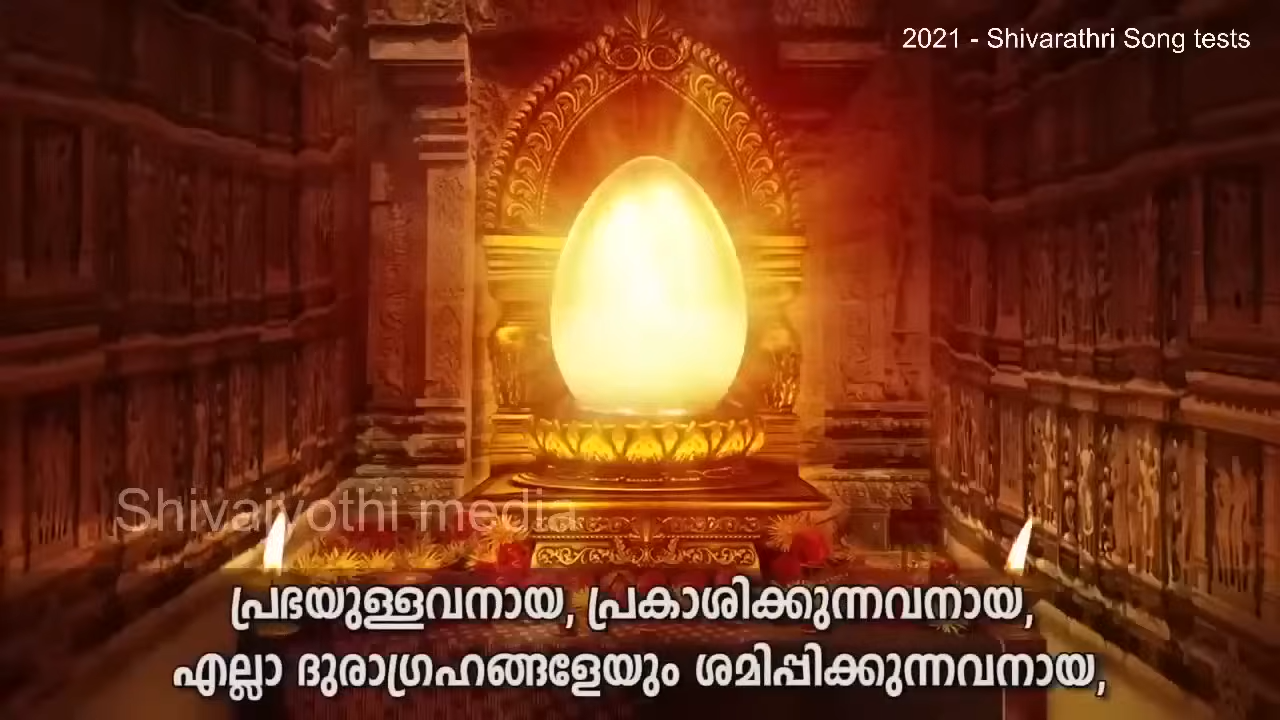 2021 - Shivarathri Song tests
Shivajyothi media
പ്രഭയുള്ളവനായ, പ്രകാശിക്കുന്നവനായ,
എല്ലാ ദുരാഗ്രഹങ്ങളേയും ശമിപ്പിക്കുന്നവനായ,